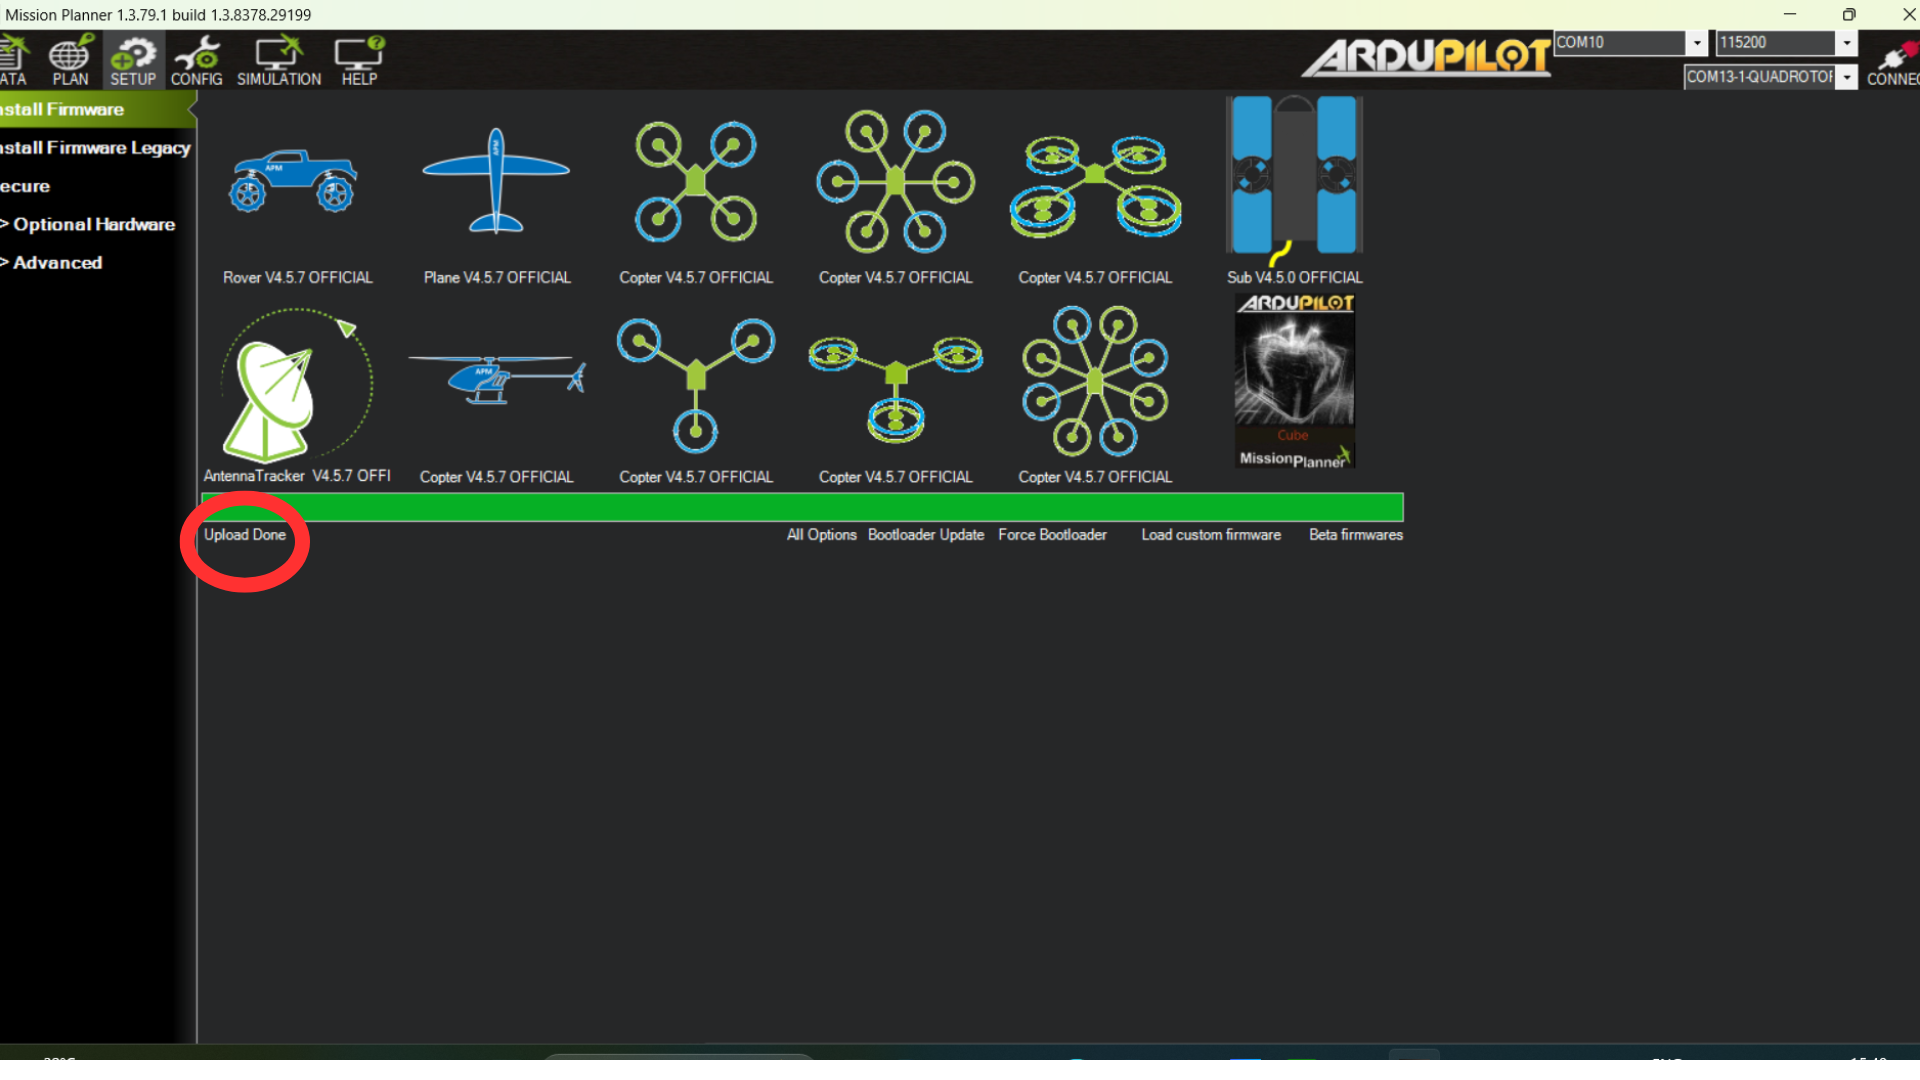 Mission Planner 1.3.79.1 build 1.3.8378.29199
ATA PLAN SETUP CONFIG SIMULATION HELP
ARDUPILOT
COM10 115200
COM13-1-QUADROTOR
CONNEC
nstall Firmware
nstall Firmware Legacy
ecure
> Optional Hardware
> Advanced
APM
APM
Rover V4.5.7 OFFICIAL
Plane V4.5.7 OFFICIAL
Copter V4.5.7 OFFICIAL
Copter V4.5.7 OFFICIAL
Copter V4.5.7 OFFICIAL
Sub V4.5.0 OFFICIAL
APM
ARDUPILOT
Cube
MissionPlanner
AntennaTracker V4.5.7 OFFI
Copter V4.5.7 OFFICIAL
Copter V4.5.7 OFFICIAL
Copter V4.5.7 OFFICIAL
Copter V4.5.7 OFFICIAL
Upload Done
All Options Bootloader Update Force Bootloader Load custom firmware Beta firmwares